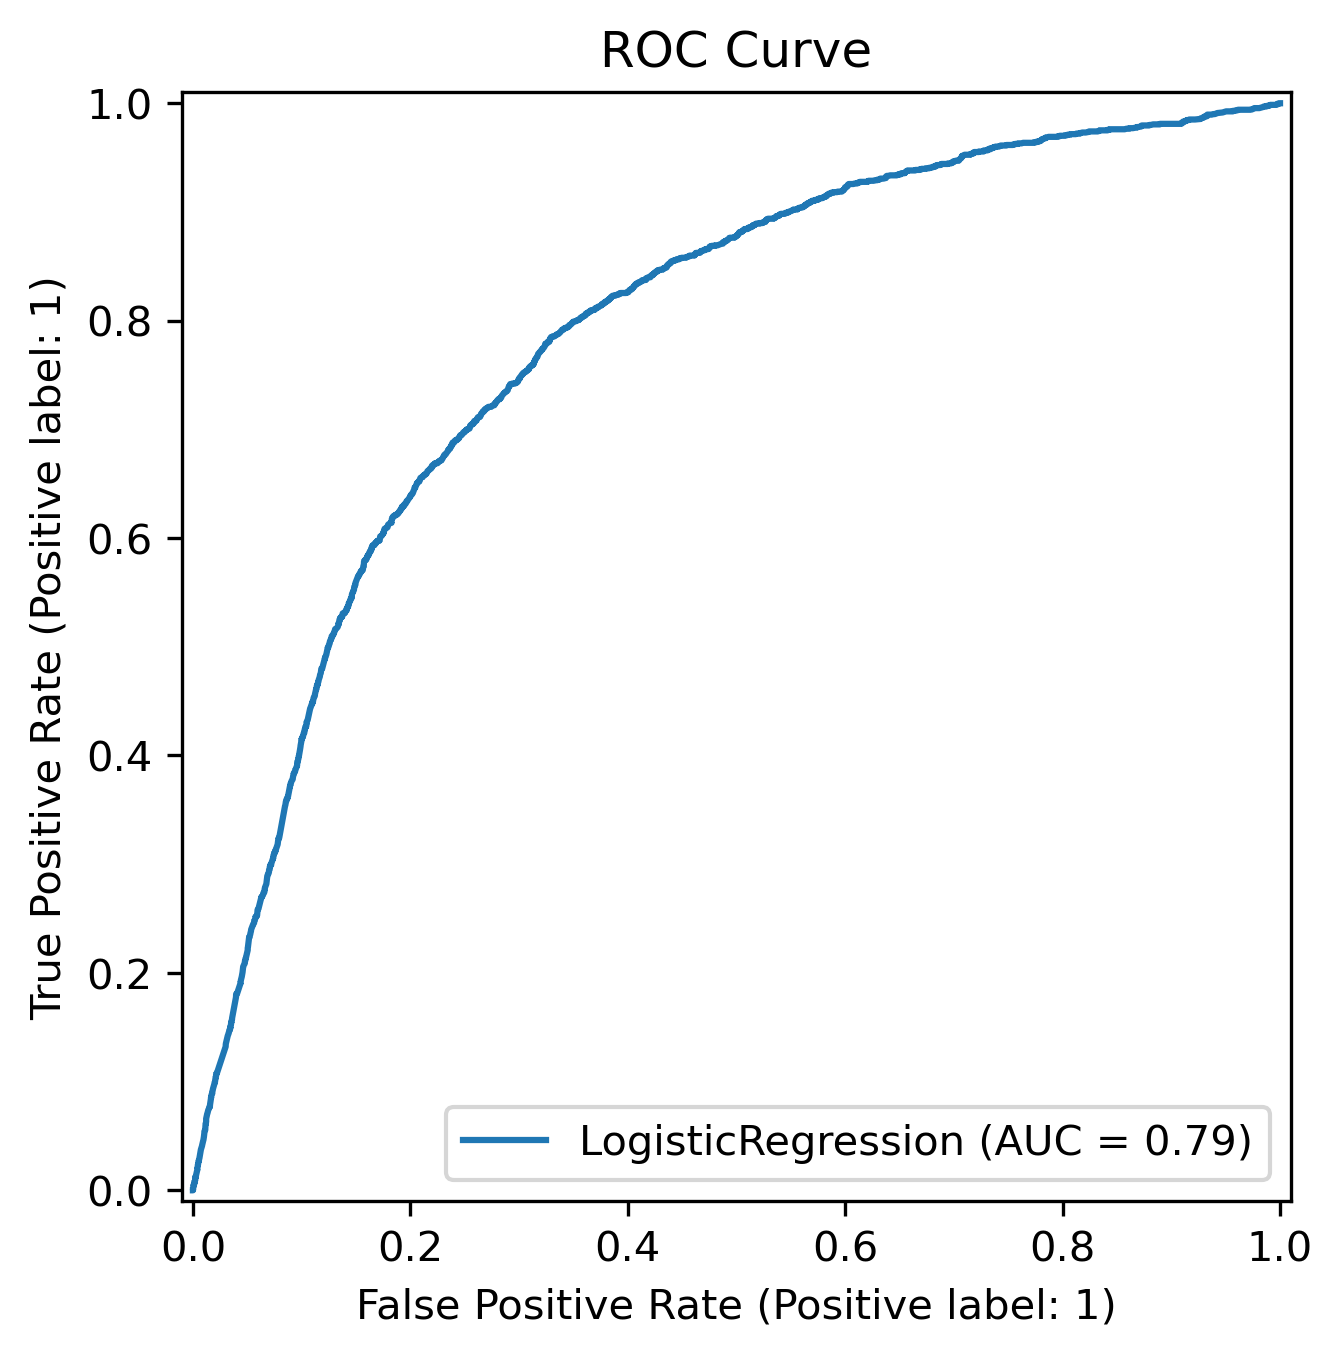 ROC Curve
True Positive Rate (Positive label: 1)
1.0
0.8
0.6
0.4
0.2
0.0
LogisticRegression (AUC = 0.79)
0.0 0.2 0.4 0.6 0.8 1.0
False Positive Rate (Positive label: 1)